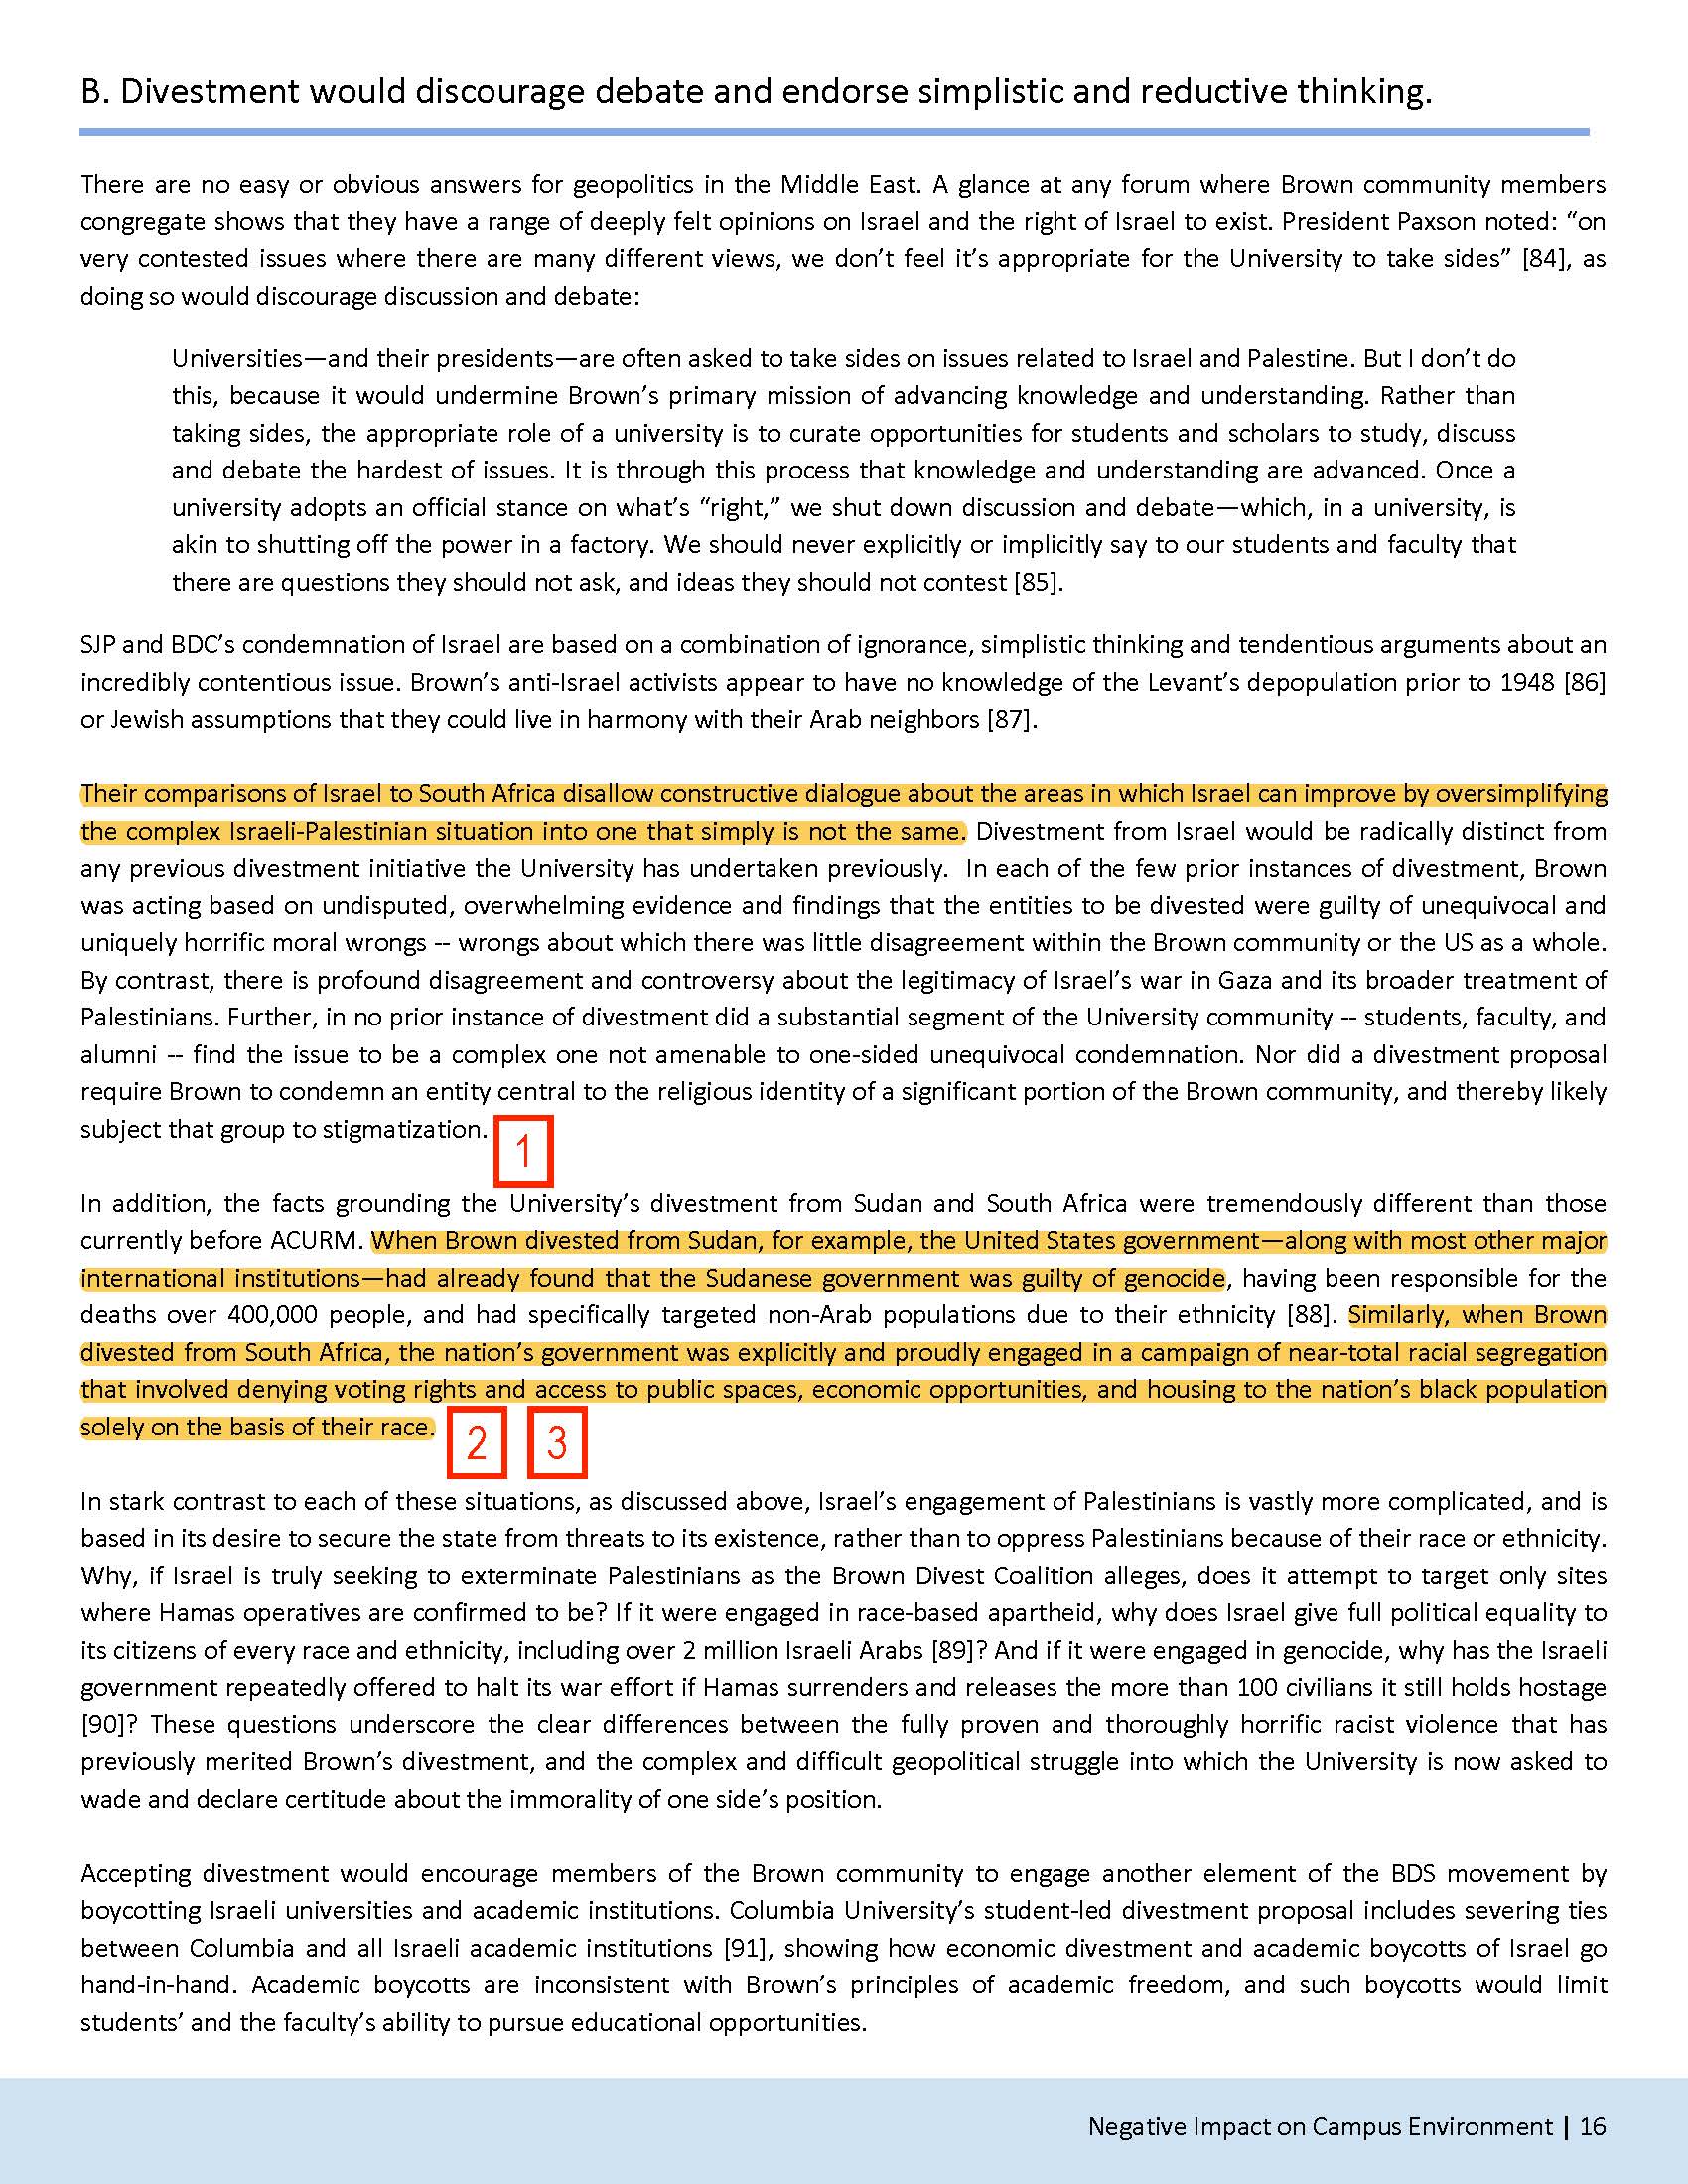 B. Divestment would discourage debate and endorse simplistic and reductive thinking.
There are no easy or obvious answers for geopolitics in the Middle East. A glance at any forum where Brown community members
congregate shows that they have a range of deeply felt opinions on Israel and the right of Israel to exist. President Paxson noted: “on
very contested issues where there are many different views, we don’t feel it’s appropriate for the University to take sides” [84], as
doing so would discourage discussion and debate:
Universities—and their presidents—are often asked to take sides on issues related to Israel and Palestine. But I don’t do
this, because it would undermine Brown’s primary mission of advancing knowledge and understanding. Rather than
taking sides, the appropriate role of a university is to curate opportunities for students and scholars to study, discuss
and debate the hardest of issues. It is through this process that knowledge and understanding are advanced. Once a
university adopts an official stance on what’s “right,” we shut down discussion and debate—which, in a university, is
akin to shutting off the power in a factory. We should never explicitly or implicitly say to our students and faculty that
there are questions they should not ask, and ideas they should not contest [85].
SJP and BDC’s condemnation of Israel are based on a combination of ignorance, simplistic thinking and tendentious arguments about an
incredibly contentious issue. Brown’s anti-Israel activists appear to have no knowledge of the Levant’s depopulation prior to 1948 [86]
or Jewish assumptions that they could live in harmony with their Arab neighbors [87].
Their comparisons of Israel to South Africa disallow constructive dialogue about the areas in which Israel can improve by oversimplifying
the complex Israeli-Palestinian situation into one that simply is not the same. Divestment from Israel would be radically distinct from
any previous divestment initiative the University has undertaken previously.  In each of the few prior instances of divestment, Brown
was acting based on undisputed, overwhelming evidence and findings that the entities to be divested were guilty of unequivocal and
uniquely horrific moral wrongs -- wrongs about which there was little disagreement within the Brown community or the US as a whole.
By contrast, there is profound disagreement and controversy about the legitimacy of Israel’s war in Gaza and its broader treatment of
Palestinians. Further, in no prior instance of divestment did a substantial segment of the University community -- students, faculty, and
alumni -- find the issue to be a complex one not amenable to one-sided unequivocal condemnation. Nor did a divestment proposal
require Brown to condemn an entity central to the religious identity of a significant portion of the Brown community, and thereby likely
subject that group to stigmatization.
1
In addition, the facts grounding the University’s divestment from Sudan and South Africa were tremendously different than those
currently before ACURM. When Brown divested from Sudan, for example, the United States government—along with most other major
international institutions—had already found that the Sudanese government was guilty of genocide, having been responsible for the
deaths over 400,000 people, and had specifically targeted non-Arab populations due to their ethnicity [88]. Similarly, when Brown
divested from South Africa, the nation’s government was explicitly and proudly engaged in a campaign of near-total racial segregation
that involved denying voting rights and access to public spaces, economic opportunities, and housing to the nation’s black population
solely on the basis of their race.
2 3
In stark contrast to each of these situations, as discussed above, Israel’s engagement of Palestinians is vastly more complicated, and is
based in its desire to secure the state from threats to its existence, rather than to oppress Palestinians because of their race or ethnicity.
Why, if Israel is truly seeking to exterminate Palestinians as the Brown Divest Coalition alleges, does it attempt to target only sites
where Hamas operatives are confirmed to be? If it were engaged in race-based apartheid, why does Israel give full political equality to
its citizens of every race and ethnicity, including over 2 million Israeli Arabs [89]? And if it were engaged in genocide, why has the Israeli
government repeatedly offered to halt its war effort if Hamas surrenders and releases the more than 100 civilians it still holds hostage
[90]? These questions underscore the clear differences between the fully proven and thoroughly horrific racist violence that has
previously merited Brown’s divestment, and the complex and difficult geopolitical struggle into which the University is now asked to
wade and declare certitude about the immorality of one side’s position.
Accepting divestment would encourage members of the Brown community to engage another element of the BDS movement by
boycotting Israeli universities and academic institutions. Columbia University’s student-led divestment proposal includes severing ties
between Columbia and all Israeli academic institutions [91], showing how economic divestment and academic boycotts of Israel go
hand-in-hand. Academic boycotts are inconsistent with Brown’s principles of academic freedom, and such boycotts would limit
students’ and the faculty’s ability to pursue educational opportunities.
Negative Impact on Campus Environment | 16